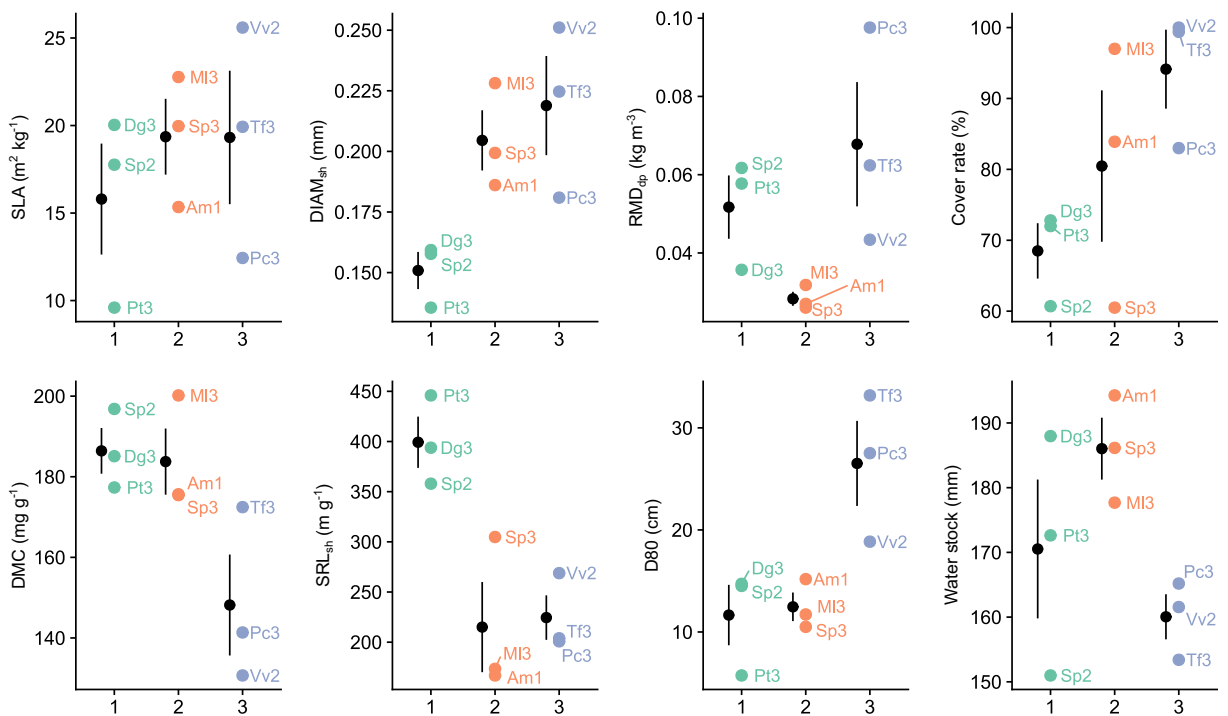 SLA (m² kg⁻¹)
25
20
15
10
Vv2
Ml3
Dg3
Sp3
Tf3
Sp2
Am1
Pc3
Pt3
1 2 3
DIAMsh (mm)
0.250
0.225
0.200
0.175
0.150
Vv2
Ml3
Tf3
Sp3
Am1
Pc3
Dg3
Sp2
Pt3
1 2 3
RMDdp (kg m⁻³)
0.10
0.08
0.06
0.04
Pc3
Sp2
Pt3
Tf3
Vv2
Dg3
Ml3
Am1
Sp3
1 2 3
Cover rate (%)
100
90
80
70
60
Vv2
Tf3
Ml3
Am1
Pc3
Dg3
Pt3
Sp2
Sp3
1 2 3
DMC (mg g⁻¹)
200
180
160
140
Ml3
Sp2
Dg3
Pt3
Am1
Sp3
Tf3
Pc3
Vv2
1 2 3
SRLsh (m g⁻¹)
450
400
350
300
250
200
Pt3
Dg3
Sp2
Sp3
Vv2
Tf3
Pc3
Ml3
Am1
1 2 3
D80 (cm)
30
20
10
Tf3
Pc3
Vv2
Dg3
Sp2
Am1
Ml3
Sp3
Pt3
1 2 3
Water stock (mm)
190
180
170
160
150
Am1
Dg3
Sp3
Ml3
Pt3
Pc3
Vv2
Tf3
Sp2
1 2 3